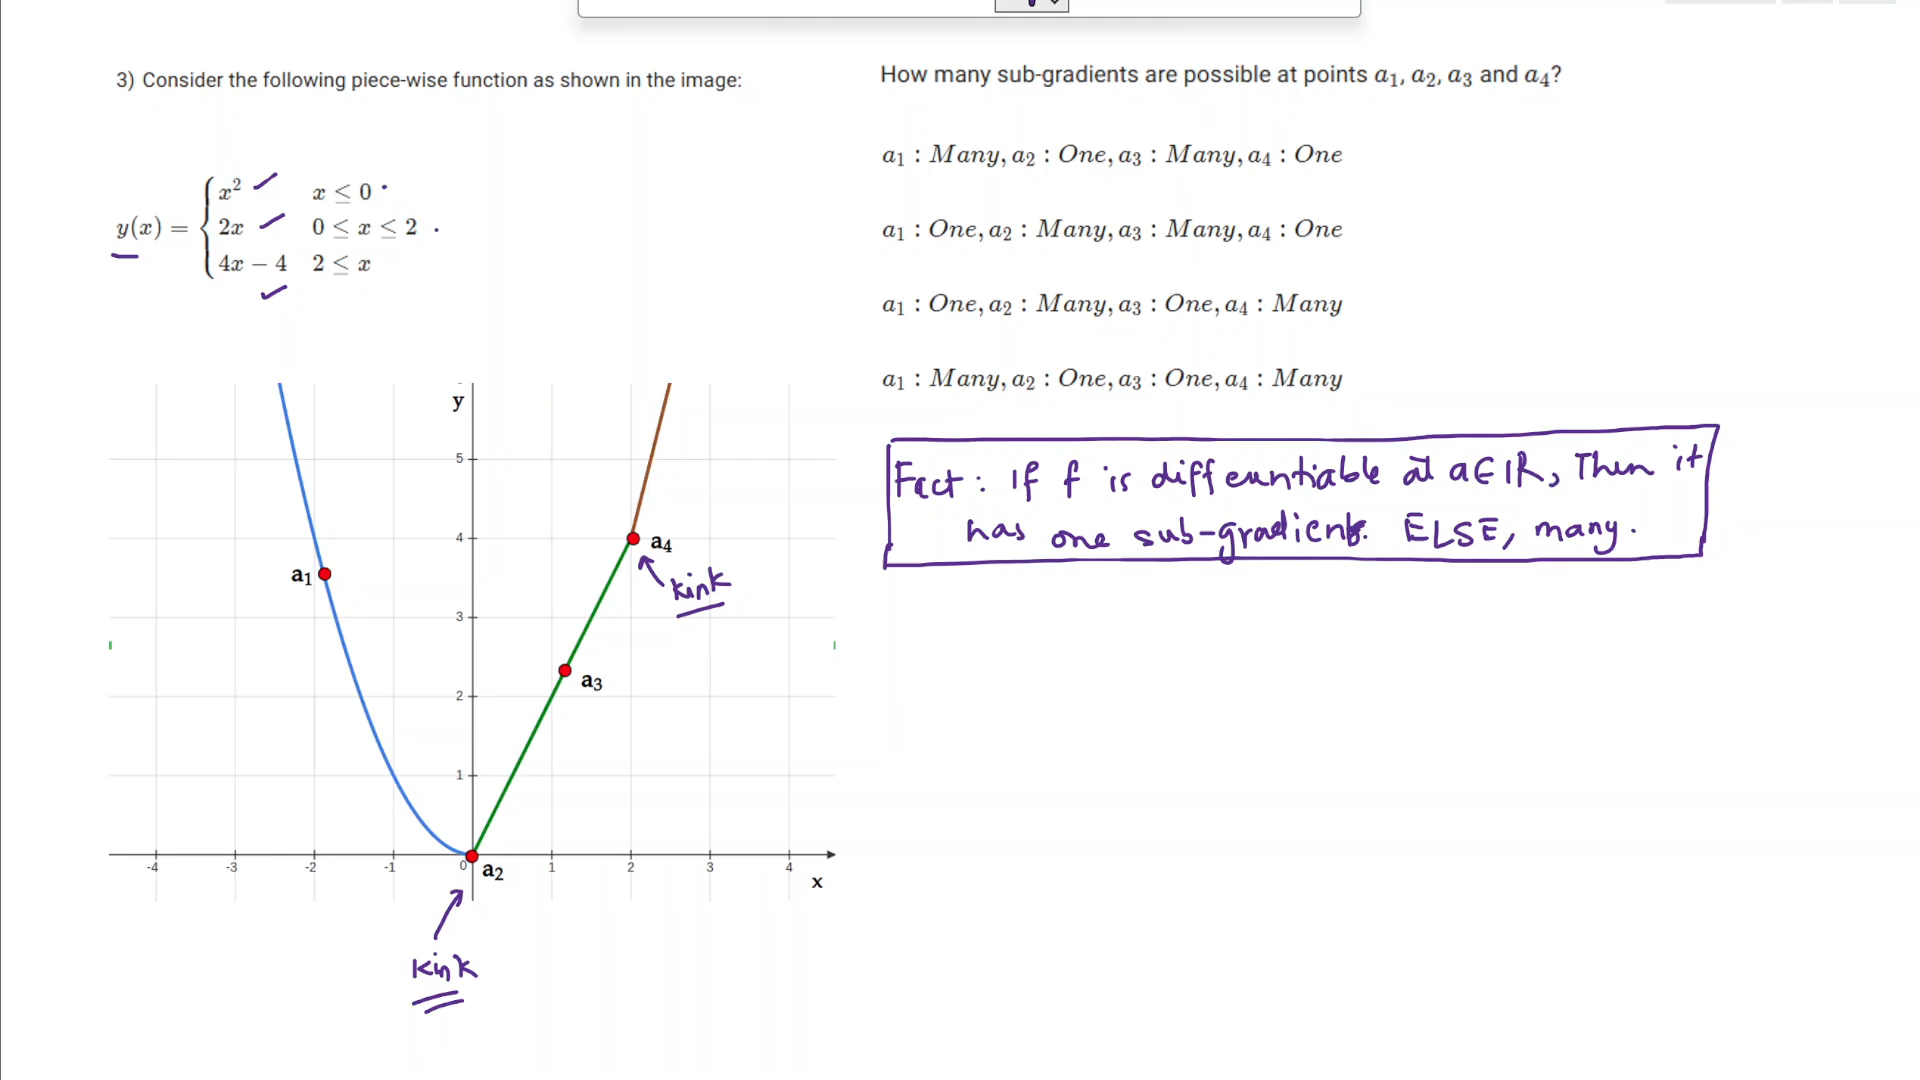 3) Consider the following piece-wise function as shown in the image:
y(x) = { x² x ≤ 0
2x 0 ≤ x ≤ 2
4x − 4 2 ≤ x
y
5
4
3
2
1
-4 -3 -2 -1 0 1 2 3 4
x
a₁
a₂
a₃
a₄
kink
kink
How many sub-gradients are possible at points a₁, a₂, a₃ and a₄?
a₁ : Many, a₂ : One, a₃ : Many, a₄ : One
a₁ : One, a₂ : Many, a₃ : Many, a₄ : One
a₁ : One, a₂ : Many, a₃ : One, a₄ : Many
a₁ : Many, a₂ : One, a₃ : One, a₄ : Many
Fact : If f is differentiable at a∈ℝ, Then it
has one sub-gradient. ELSE, many.